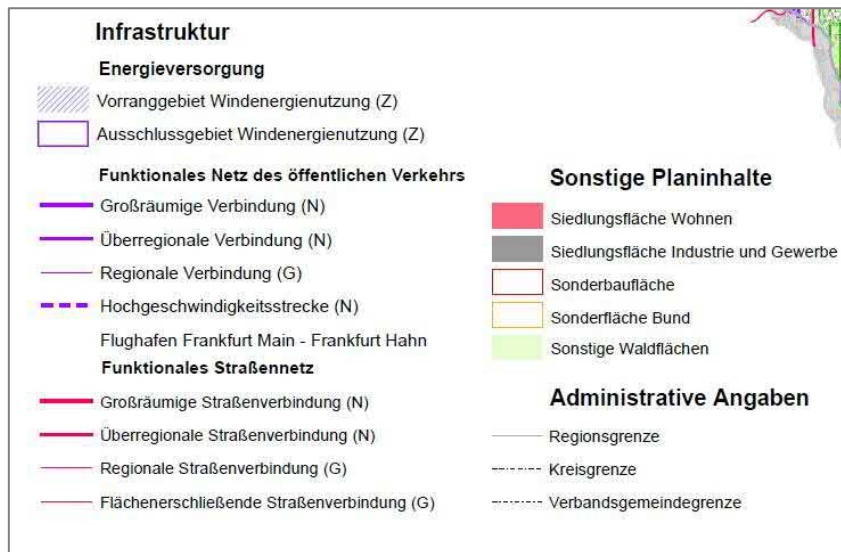 Infrastruktur
Energieversorgung
Vorranggebiet Windenergienutzung (Z)
Ausschlussgebiet Windenergienutzung (Z)
Funktionales Netz des öffentlichen Verkehrs
Großräumige Verbindung (N)
Überregionale Verbindung (N)
Regionale Verbindung (G)
Hochgeschwindigkeitsstrecke (N)
Flughafen Frankfurt Main - Frankfurt Hahn
Funktionales Straßennetz
Großräumige Straßenverbindung (N)
Überregionale Straßenverbindung (N)
Regionale Straßenverbindung (G)
Flächenerschließende Straßenverbindung (G)
Sonstige Planinhalte
Siedlungsfläche Wohnen
Siedlungsfläche Industrie und Gewerbe
Sonderbaufläche
Sonderfläche Bund
Sonstige Waldflächen
Administrative Angaben
Regionsgrenze
Kreisgrenze
Verbandsgemeindegrenze